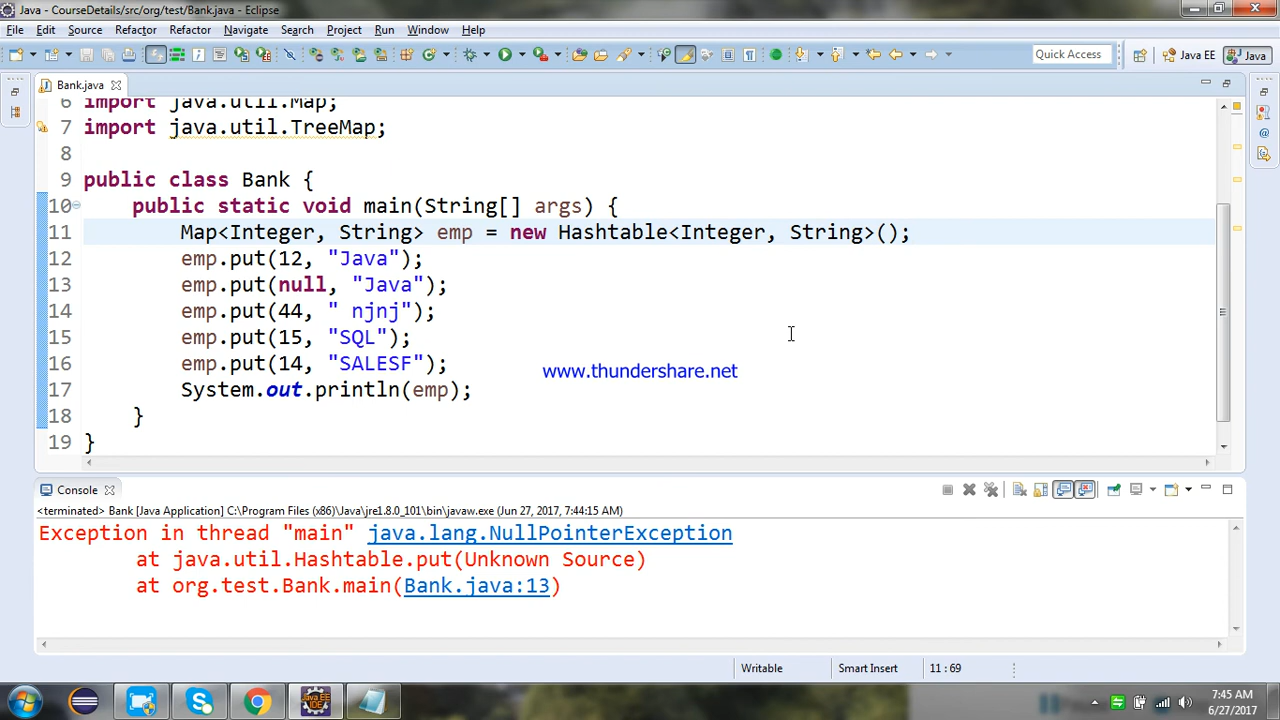 Java - CourseDetails/src/org/test/Bank.java - Eclipse
File Edit Source Refactor Refactor Navigate Search Project Run Window Help
Quick Access Java EE Java
Bank.java
6 import java.util.Map;
7 import java.util.TreeMap;
8
9 public class Bank {
10 public static void main(String[] args) {
11 Map<Integer, String> emp = new Hashtable<Integer, String>();
12 emp.put(12, "Java");
13 emp.put(null, "Java");
14 emp.put(44, " njnj");
15 emp.put(15, "SQL");
16 emp.put(14, "SALESF");
www.thundershare.net
17 System.out.println(emp);
18 }
19 }
Console
<terminated> Bank [Java Application] C:\Program Files (x86)\Java\jre1.8.0_101\bin\javaw.exe (Jun 27, 2017, 7:44:15 AM)
Exception in thread "main" java.lang.NullPointerException
at java.util.Hashtable.put(Unknown Source)
at org.test.Bank.main(Bank.java:13)
Writable Smart Insert 11 : 69
Java EE IDE
7:45 AM
6/27/2017